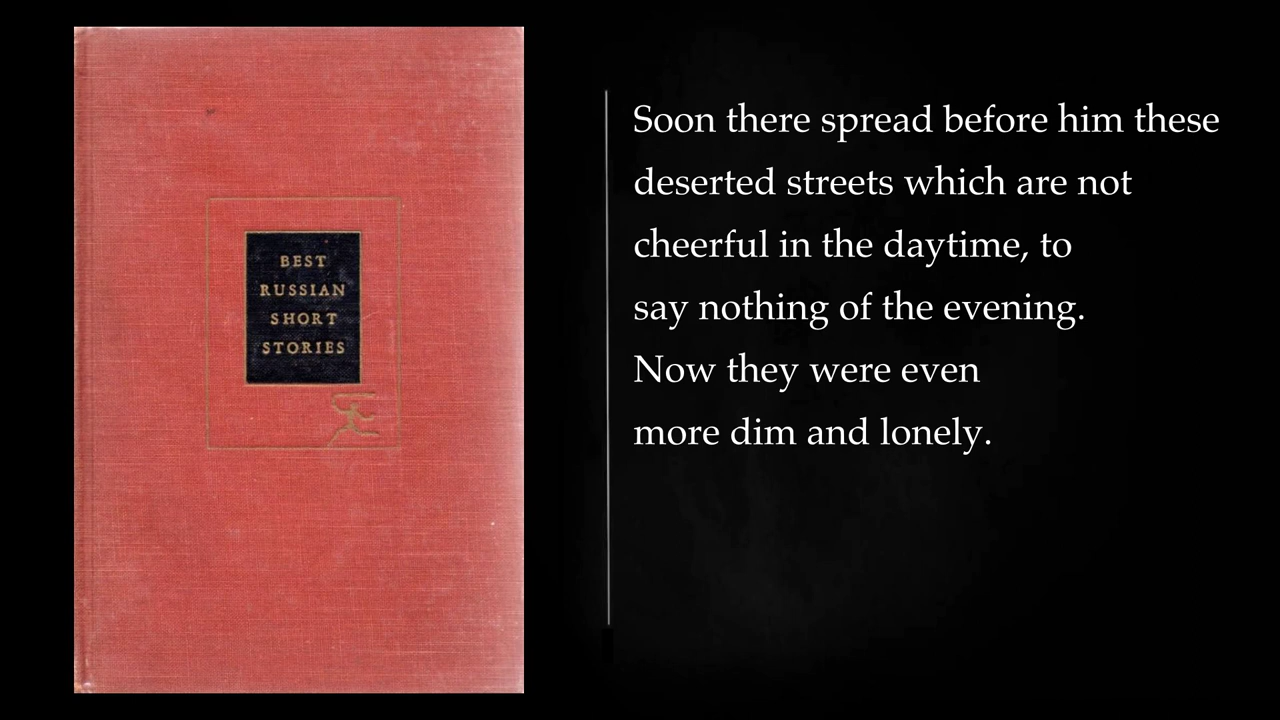 BEST
RUSSIAN
SHORT
STORIES
Soon there spread before him these
deserted streets which are not
cheerful in the daytime, to
say nothing of the evening.
Now they were even
more dim and lonely.